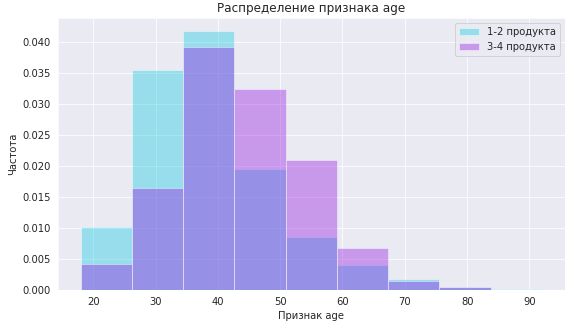 Распределение признака age
1-2 продукта
3-4 продукта
0.040
0.035
0.030
0.025
0.020
0.015
0.010
0.005
0.000
Частота
20 30 40 50 60 70 80 90
Признак age